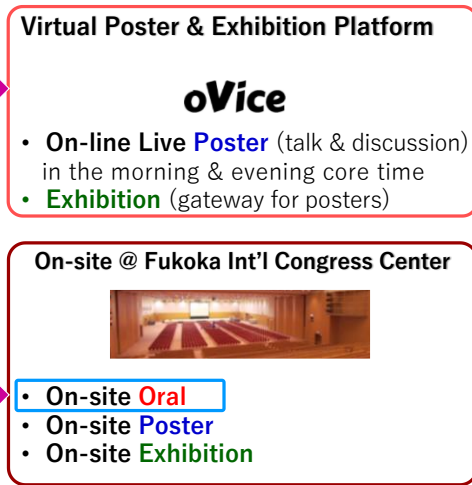 Virtual Poster & Exhibition Platform
oVice
• On-line Live Poster (talk & discussion)
in the morning & evening core time
• Exhibition (gateway for posters)
On-site @ Fukoka Int'l Congress Center
• On-site Oral
• On-site Poster
• On-site Exhibition